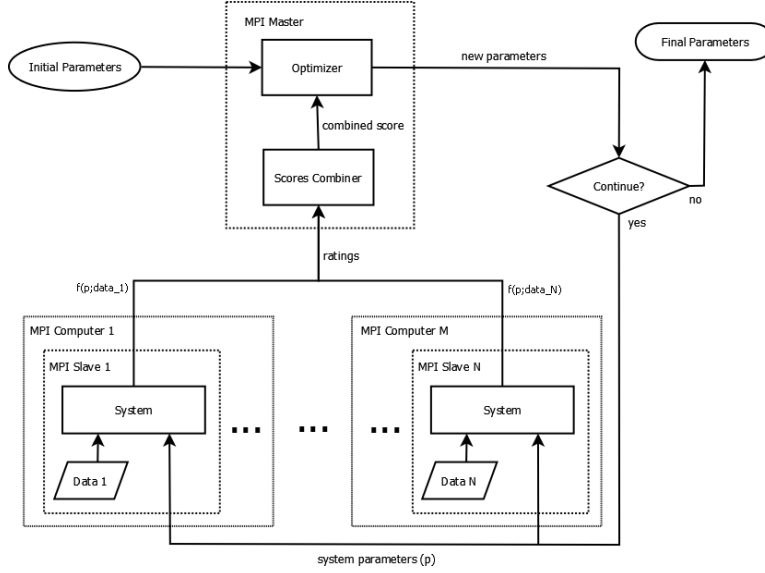 MPI Master
Initial Parameters
Optimizer
new parameters
Final Parameters
combined score
Scores Combiner
Continue?
no
yes
ratings
f(p;data_1)
f(p;data_N)
MPI Computer 1
MPI Computer M
MPI Slave 1
MPI Slave N
System
System
... ... ...
Data 1
Data N
system parameters (p)